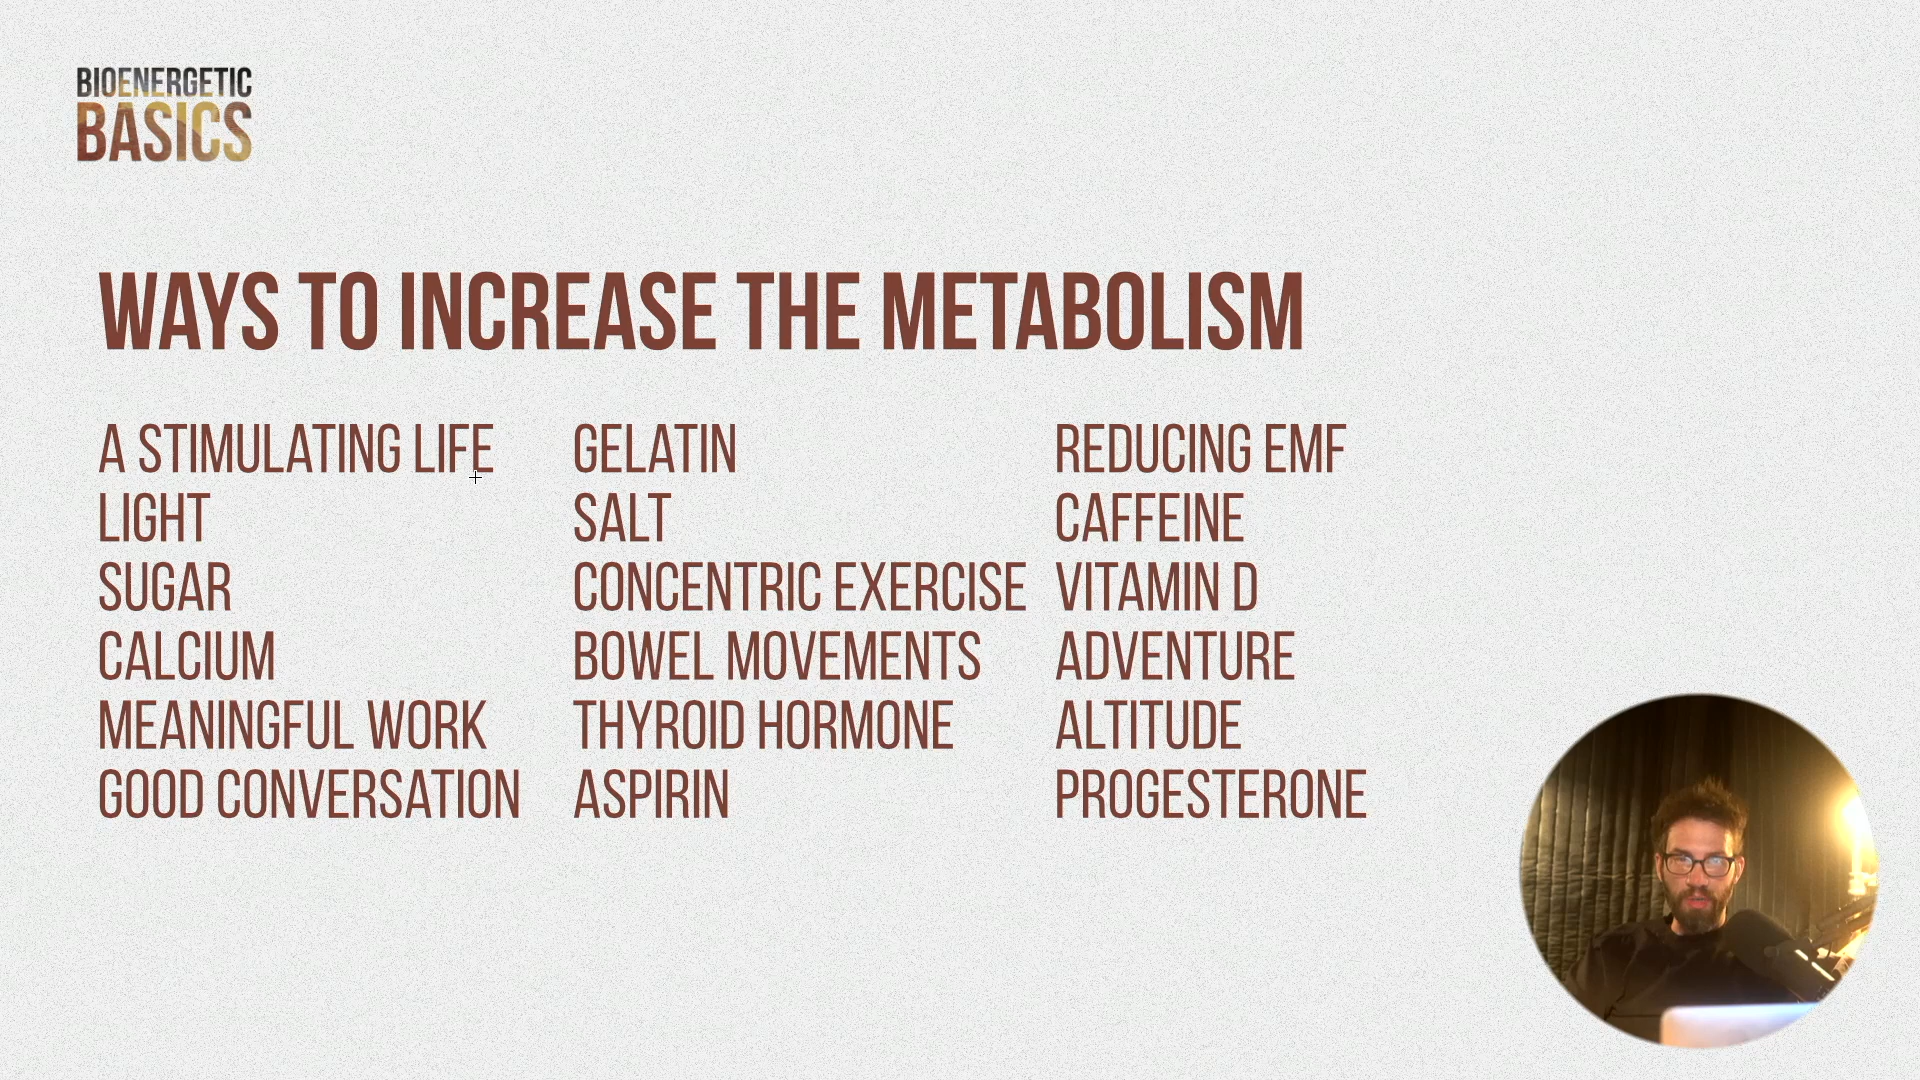 BIOENERGETIC
BASICS
WAYS TO INCREASE THE METABOLISM
A STIMULATING LIFE
LIGHT
SUGAR
CALCIUM
MEANINGFUL WORK
GOOD CONVERSATION
GELATIN
SALT
CONCENTRIC EXERCISE
BOWEL MOVEMENTS
THYROID HORMONE
ASPIRIN
REDUCING EMF
CAFFEINE
VITAMIN D
ADVENTURE
ALTITUDE
PROGESTERONE